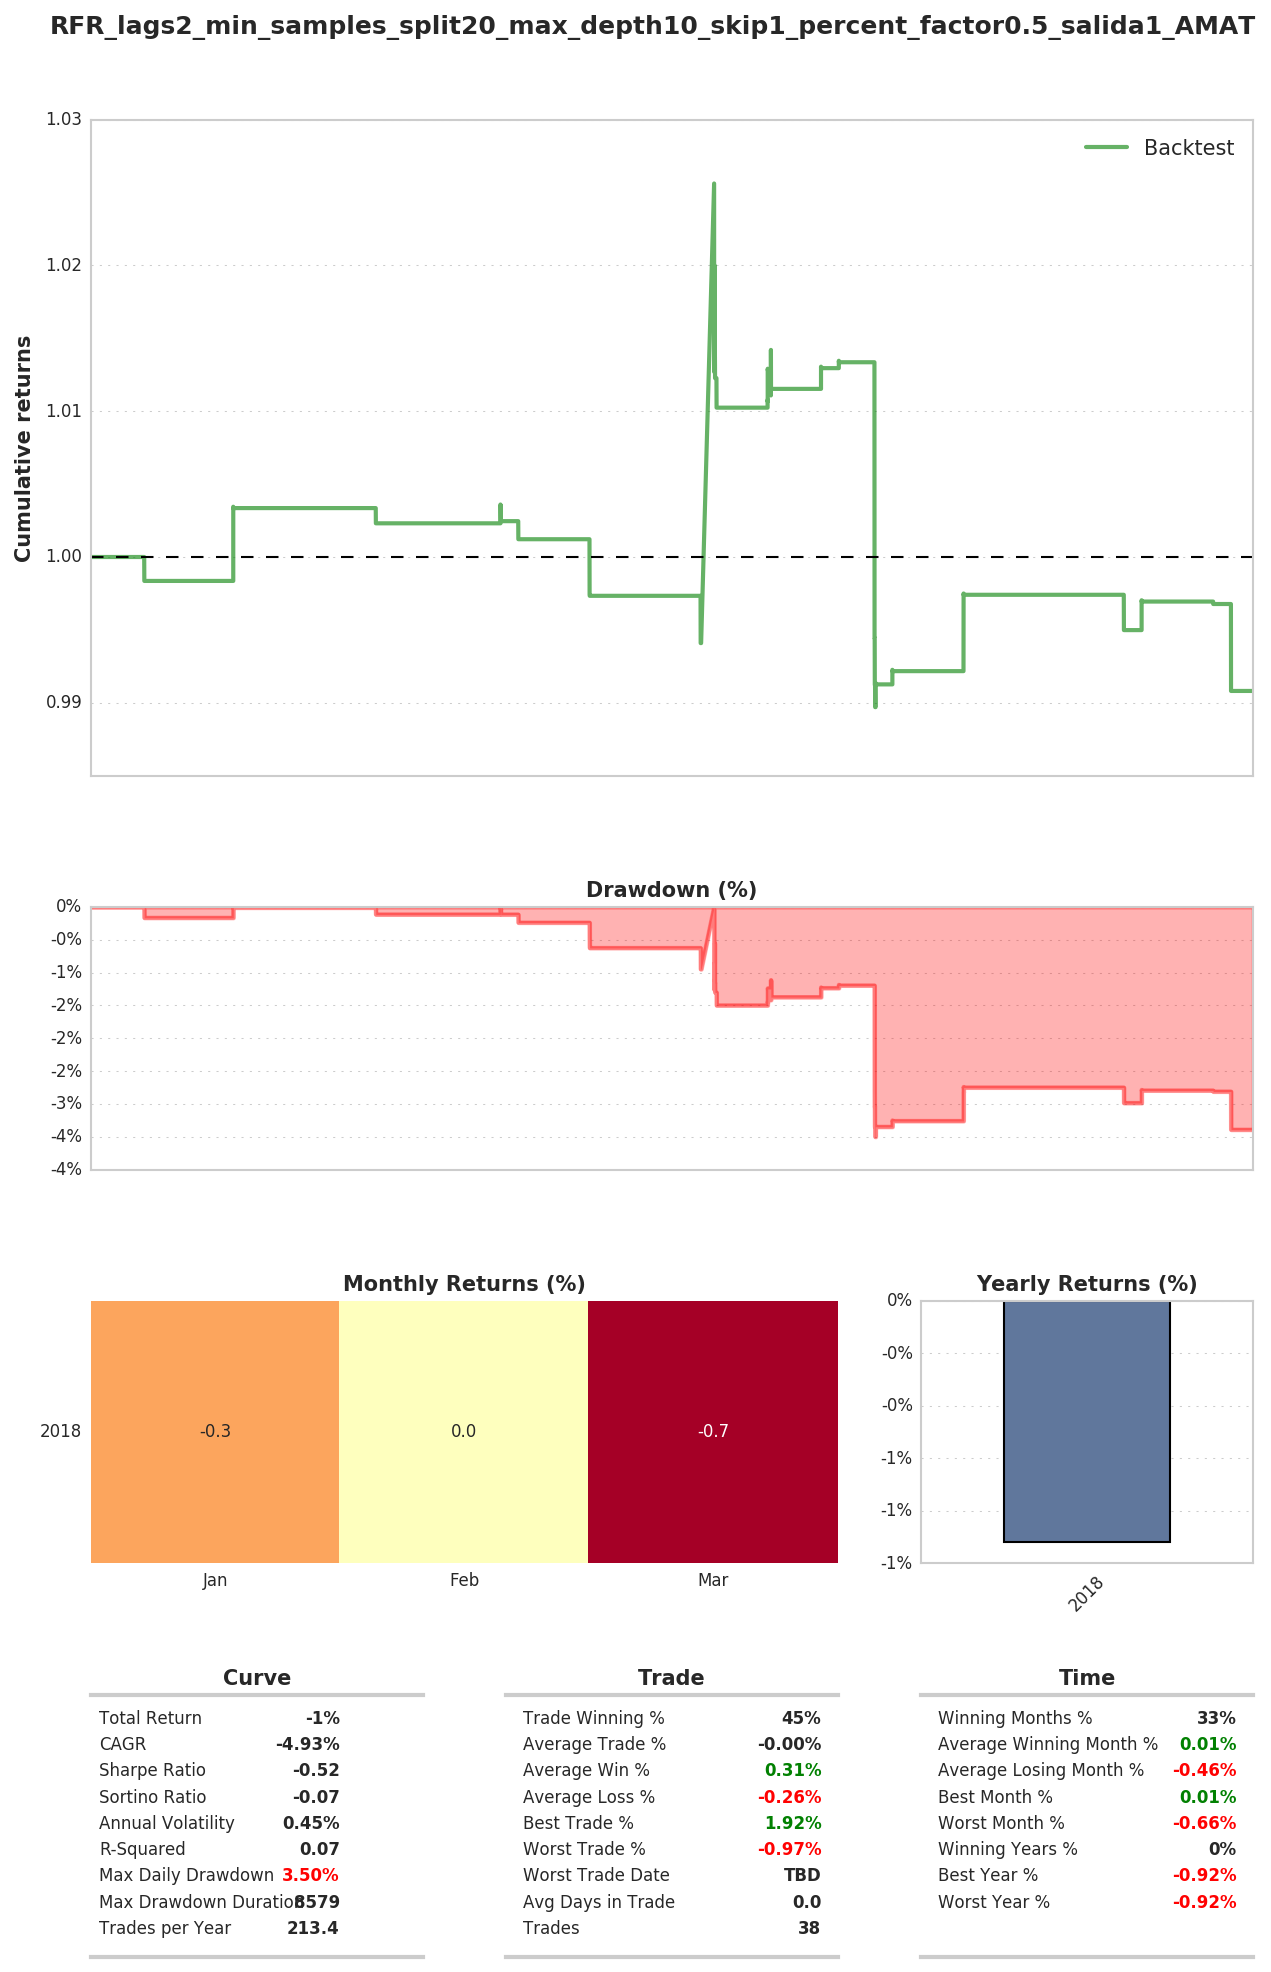 RFR_lags2_min_samples_split20_max_depth10_skip1_percent_factor0.5_salida1_AMAT
1.03
1.02
1.01
1.00
0.99
Cumulative returns
Backtest
Drawdown (%)
0%
-0%
-1%
-2%
-2%
-2%
-3%
-4%
-4%
Monthly Returns (%)
2018
-0.3
0.0
-0.7
Jan
Feb
Mar
Yearly Returns (%)
0%
-0%
-0%
-1%
-1%
-1%
2018
Curve
Total Return -1%
CAGR -4.93%
Sharpe Ratio -0.52
Sortino Ratio -0.07
Annual Volatility 0.45%
R-Squared 0.07
Max Daily Drawdown 3.50%
Max Drawdown Duration 8579
Trades per Year 213.4
Trade
Trade Winning % 45%
Average Trade % -0.00%
Average Win % 0.31%
Average Loss % -0.26%
Best Trade % 1.92%
Worst Trade % -0.97%
Worst Trade Date TBD
Avg Days in Trade 0.0
Trades 38
Time
Winning Months % 33%
Average Winning Month % 0.01%
Average Losing Month % -0.46%
Best Month % 0.01%
Worst Month % -0.66%
Winning Years % 0%
Best Year % -0.92%
Worst Year % -0.92%